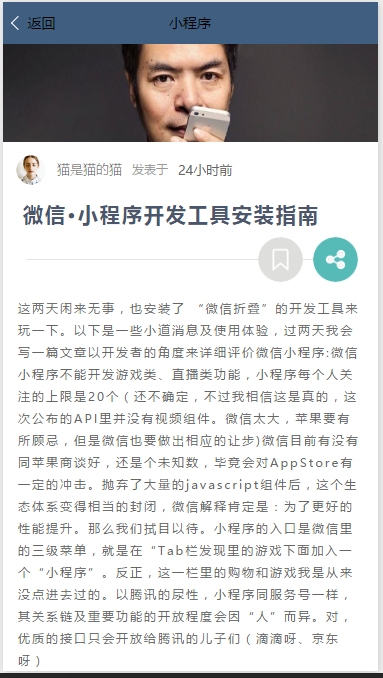 返回 小程序
猫是猫的猫 发表于 24小时前
微信·小程序开发工具安装指南
这两天闲来无事，也安装了 “微信折叠”的开发工具来
玩一下。以下是一些小道消息及使用体验，过两天我会
写一篇文章以开发者的角度来详细评价微信小程序:微信
小程序不能开发游戏类、直播类功能，小程序每个人关
注的上限是20个（还不确定，不过我相信这是真的，这
次公布的API里并没有视频组件。微信太大，苹果要有
所顾忌，但是微信也要做出相应的让步)微信目前有没有
同苹果商谈好，还是个未知数，毕竟会对AppStore有
一定的冲击。抛弃了大量的javascript组件后，这个生
态体系变得相当的封闭，微信解释肯定是：为了更好的
性能提升。那么我们拭目以待。小程序的入口是微信里
的三级菜单，就是在“Tab栏发现里的游戏下面加入一
个“小程序”。反正，这一栏里的购物和游戏我是从来
没点进去过的。以腾讯的尿性，小程序同服务号一样，
其关系链及重要功能的开放程度会因“人”而异。对，
优质的接口只会开放给腾讯的儿子们（滴滴呀、京东
呀）